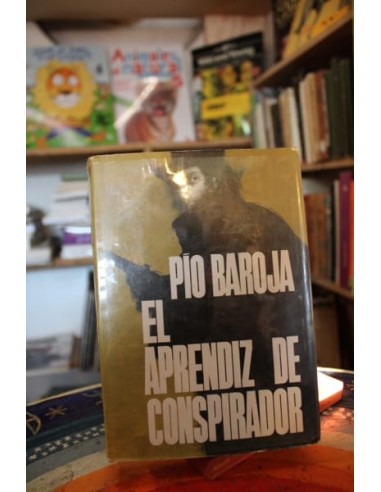 PÍO BAROJA
EL
APRENDIZ DE
CONSPIRADOR